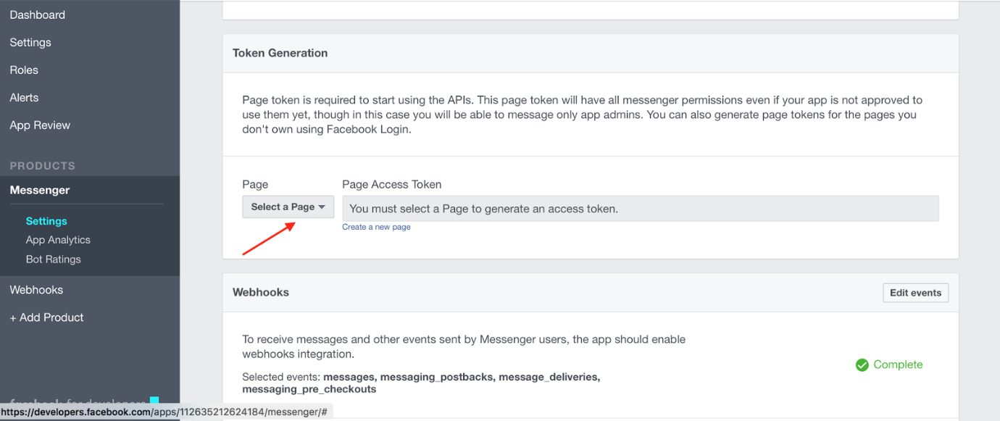 Dashboard
Settings
Roles
Alerts
App Review
PRODUCTS
Messenger
Settings
App Analytics
Bot Ratings
Webhooks
+ Add Product
facebook for developers
https://developers.facebook.com/apps/112635212624184/messenger/#
Token Generation
Page token is required to start using the APIs. This page token will have all messenger permissions even if your app is not approved to
use them yet, though in this case you will be able to message only app admins. You can also generate page tokens for the pages you
don't own using Facebook Login.
Page
Select a Page
Page Access Token
You must select a Page to generate an access token.
Create a new page
Webhooks
Edit events
To receive messages and other events sent by Messenger users, the app should enable
webhooks integration.
Selected events: messages, messaging_postbacks, message_deliveries,
messaging_pre_checkouts
Complete